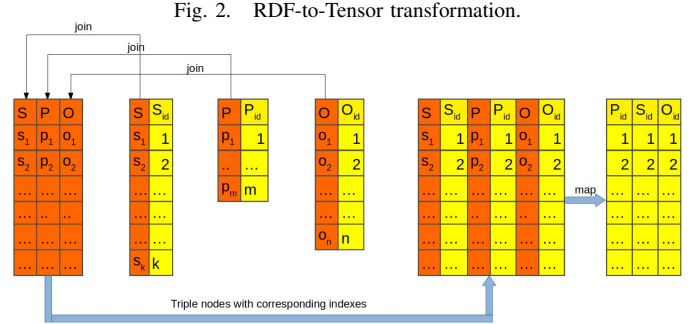 Fig. 2. RDF-to-Tensor transformation.
join
join
join
S P O
s1 p1 o1
s2 p2 o2
... ... ...
... .. ..
... ... ...
... ... ...
S Sid
s1 1
s2 2
... ...
... ...
... ...
sk k
P Pid
p1 1
.. ...
pm m
O Oid
o1 1
o2 2
... ...
... ...
on n
S Sid P Pid O Oid
s1 1 p1 1 o1 1
s2 2 p2 2 o2 2
... ... ... ... ... ...
... ... .. ... .. ...
... ... ... ... ... ...
... ... ... ... ... ...
map
Pid Sid Oid
1 1 1
2 2 2
... ... ...
... ... ...
... ... ...
... ... ...
Triple nodes with corresponding indexes